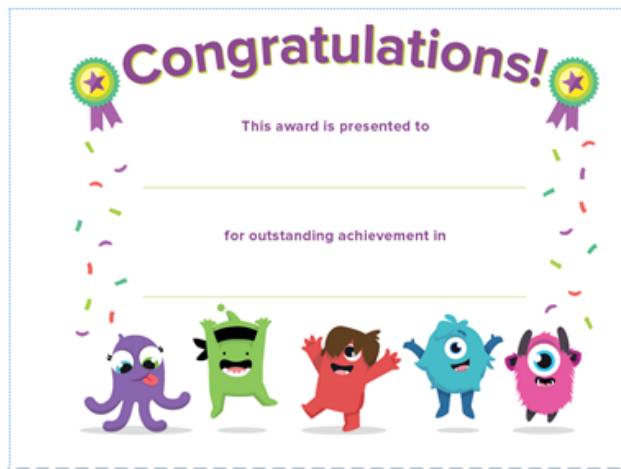 Congratulations!
This award is presented to
for outstanding achievement in